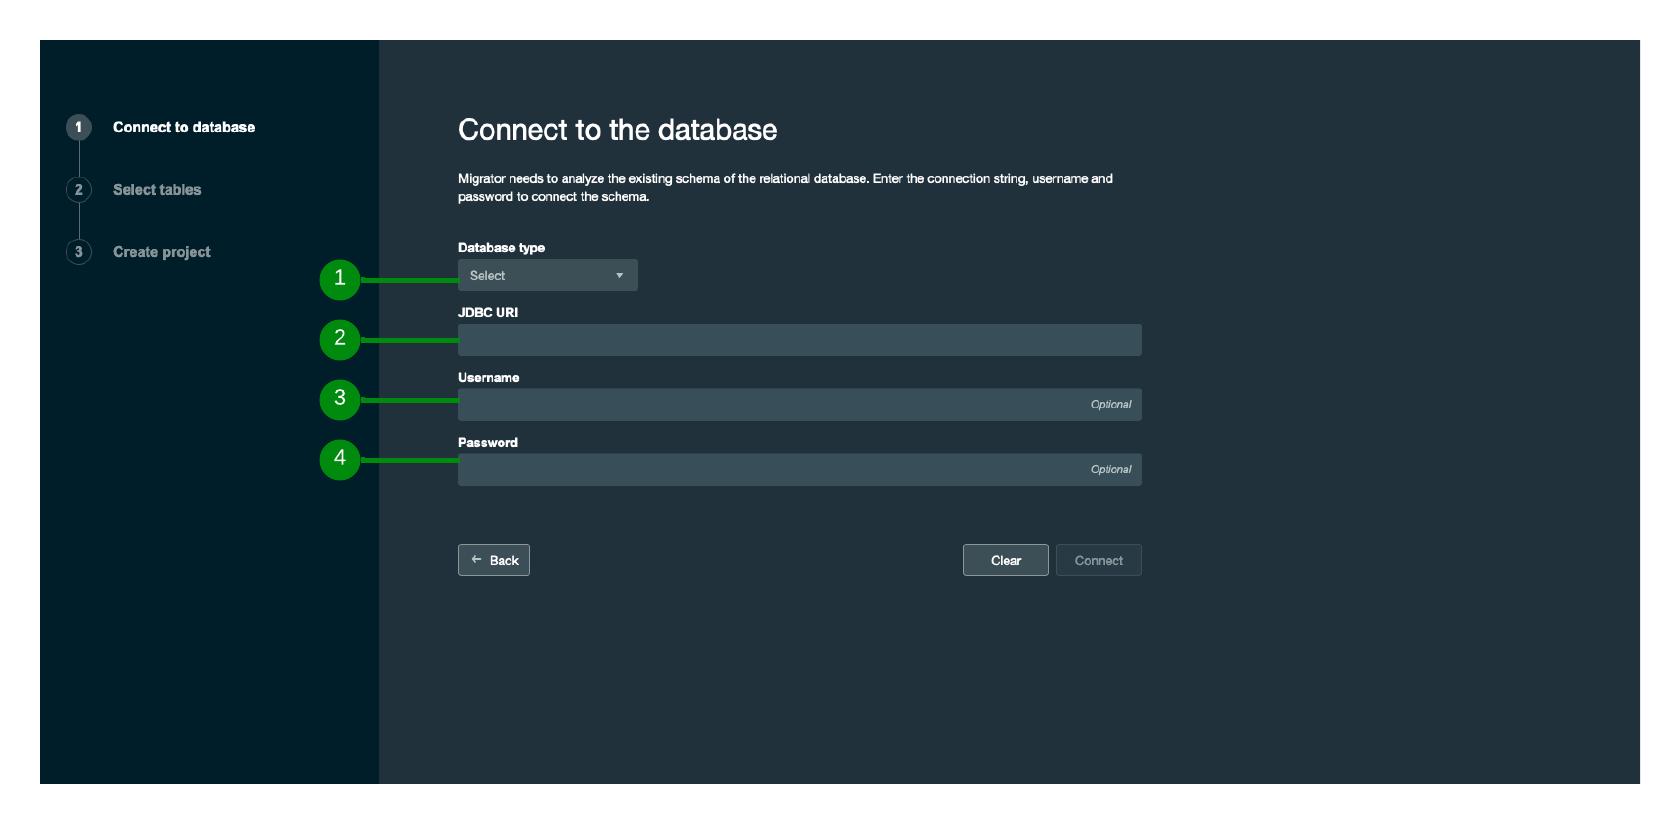 1 Connect to database
2 Select tables
3 Create project
Connect to the database
Migrator needs to analyze the existing schema of the relational database. Enter the connection string, username and
password to connect the schema.
Database type
1 Select
JDBC URI
2
Username
3 Optional
Password
4 Optional
← Back Clear Connect